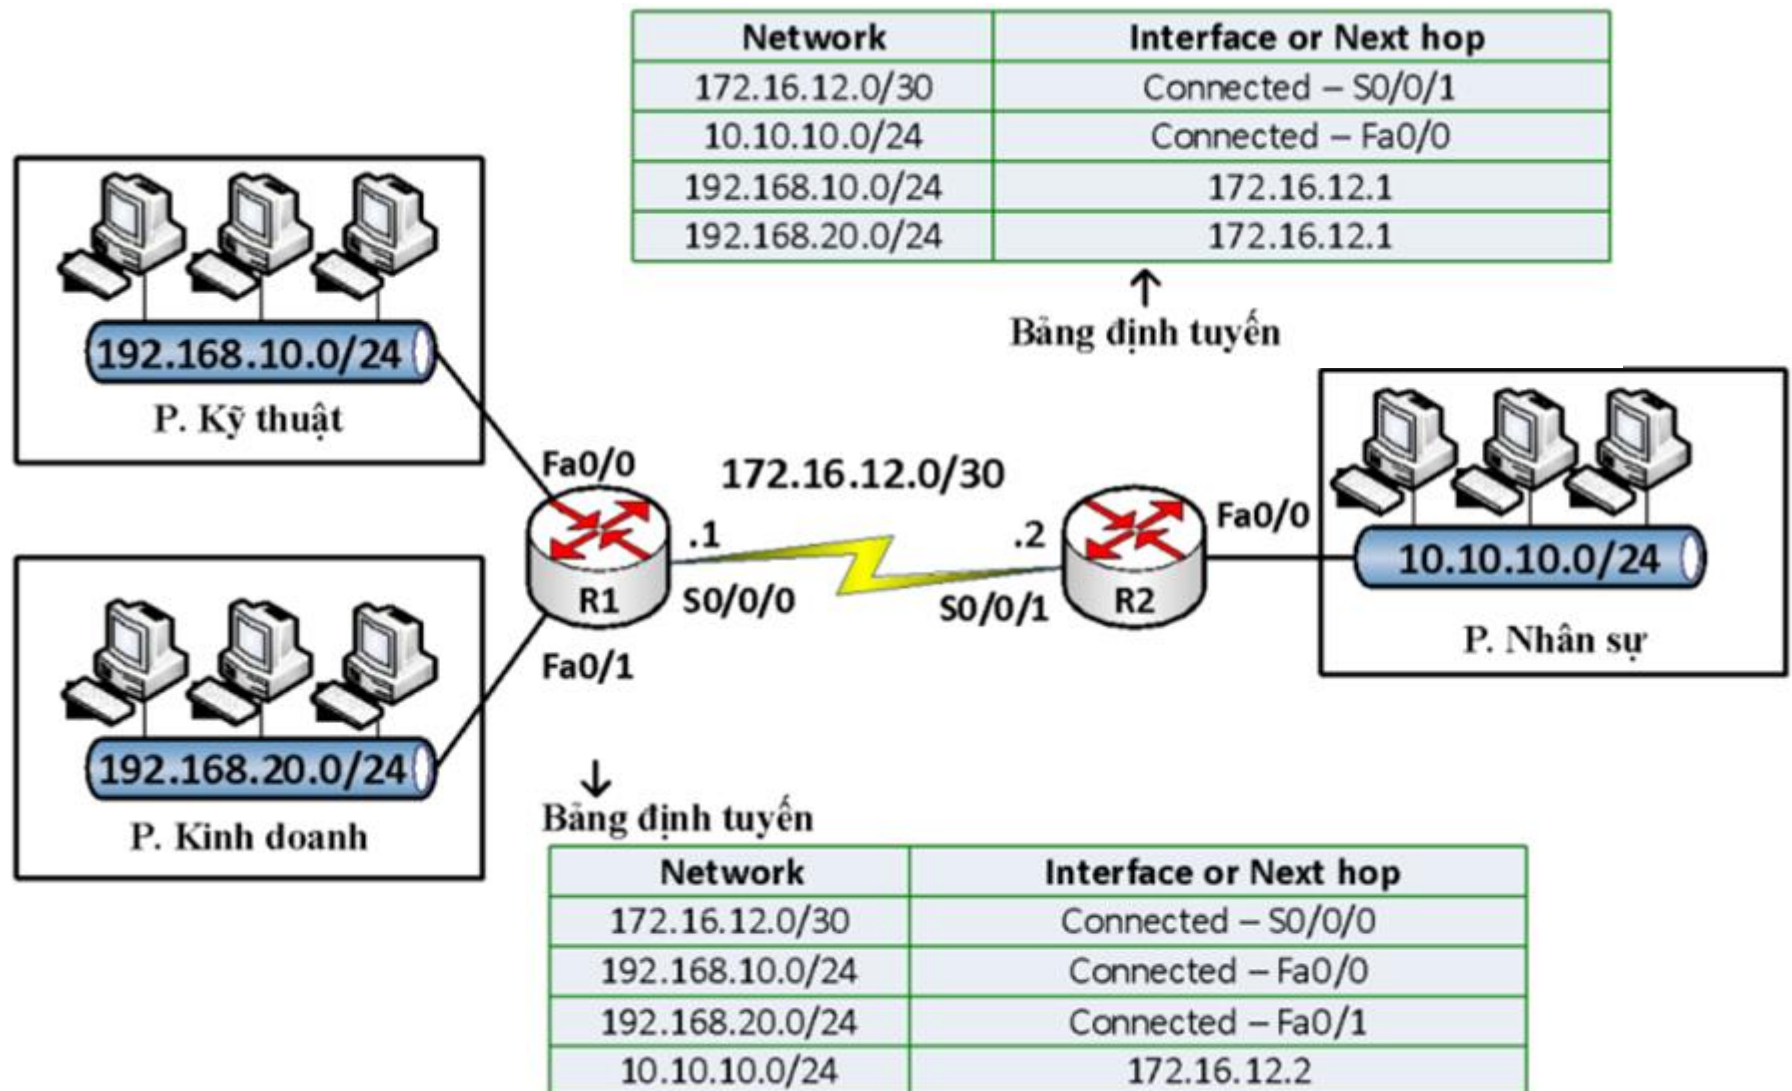 Network Interface or Next hop
172.16.12.0/30 Connected – S0/0/1
10.10.10.0/24 Connected – Fa0/0
192.168.10.0/24 172.16.12.1
192.168.20.0/24 172.16.12.1
Bảng định tuyến
192.168.10.0/24
P. Kỹ thuật
Fa0/0
172.16.12.0/30
.1
.2
Fa0/0
R1
S0/0/0
S0/0/1
R2
10.10.10.0/24
P. Nhân sự
Fa0/1
192.168.20.0/24
P. Kinh doanh
Bảng định tuyến
Network Interface or Next hop
172.16.12.0/30 Connected – S0/0/0
192.168.10.0/24 Connected – Fa0/0
192.168.20.0/24 Connected – Fa0/1
10.10.10.0/24 172.16.12.2